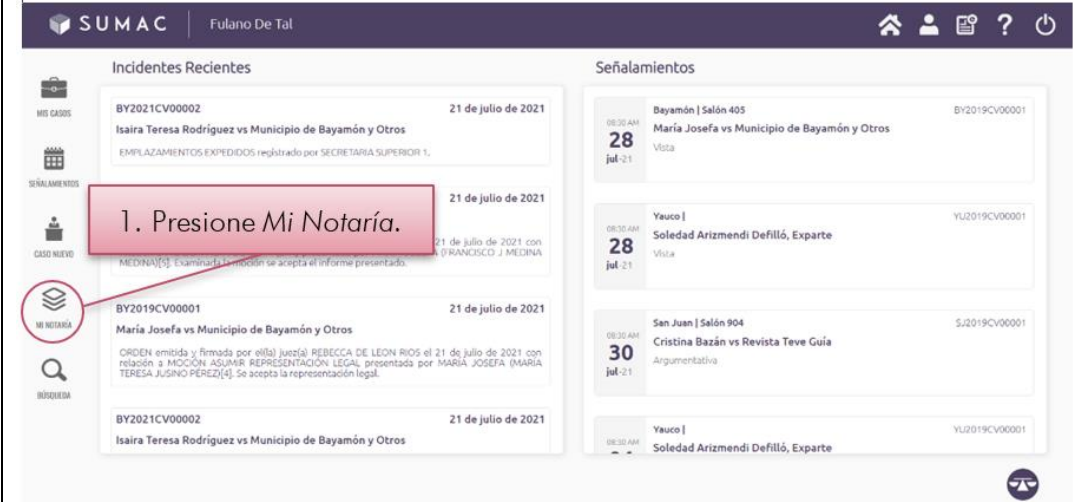 SUMAC
Fulano De Tal
?
Incidentes Recientes
Señalamientos
MIS CASOS
SEÑALAMIENTOS
CASO NUEVO
MI NOTARÍA
BÚSQUEDA
BY2021CV00002 21 de julio de 2021
Isaira Teresa Rodríguez vs Municipio de Bayamón y Otros
EMPLAZAMIENTOS EXPEDIDOS registrado por SECRETARIA SUPERIOR 1.
21 de julio de 2021
1. Presione Mi Notaría.
21 de julio de 2021 con
(FRANCISCO J MEDINA
MEDINA)[5]. Examinada la moción se acepta el informe presentado.
BY2019CV00001 21 de julio de 2021
María Josefa vs Municipio de Bayamón y Otros
ORDEN emitida y firmada por el(la) juez(a) REBECCA DE LEON RIOS el 21 de julio de 2021 con
relación a MOCIÓN ASUMIR REPRESENTACIÓN LEGAL presentada por MARÍA JOSEFA (MARIA
TERESA JUSINO PÉREZ)[4]. Se acepta la representación legal.
BY2021CV00002 21 de julio de 2021
Isaira Teresa Rodríguez vs Municipio de Bayamón y Otros
08:30 AM
28
jul-21
Bayamón | Salón 405 BY2019CV00001
María Josefa vs Municipio de Bayamón y Otros
Vista
08:30 AM
28
jul-21
Yauco | YU2019CV00001
Soledad Arizmendi Defilló, Exparte
Vista
08:30 AM
30
jul-21
San Juan | Salón 904 SJ2019CV00001
Cristina Bazán vs Revista Teve Guía
Argumentativa
08:30 AM
Yauco | YU2019CV00001
Soledad Arizmendi Defilló, Exparte